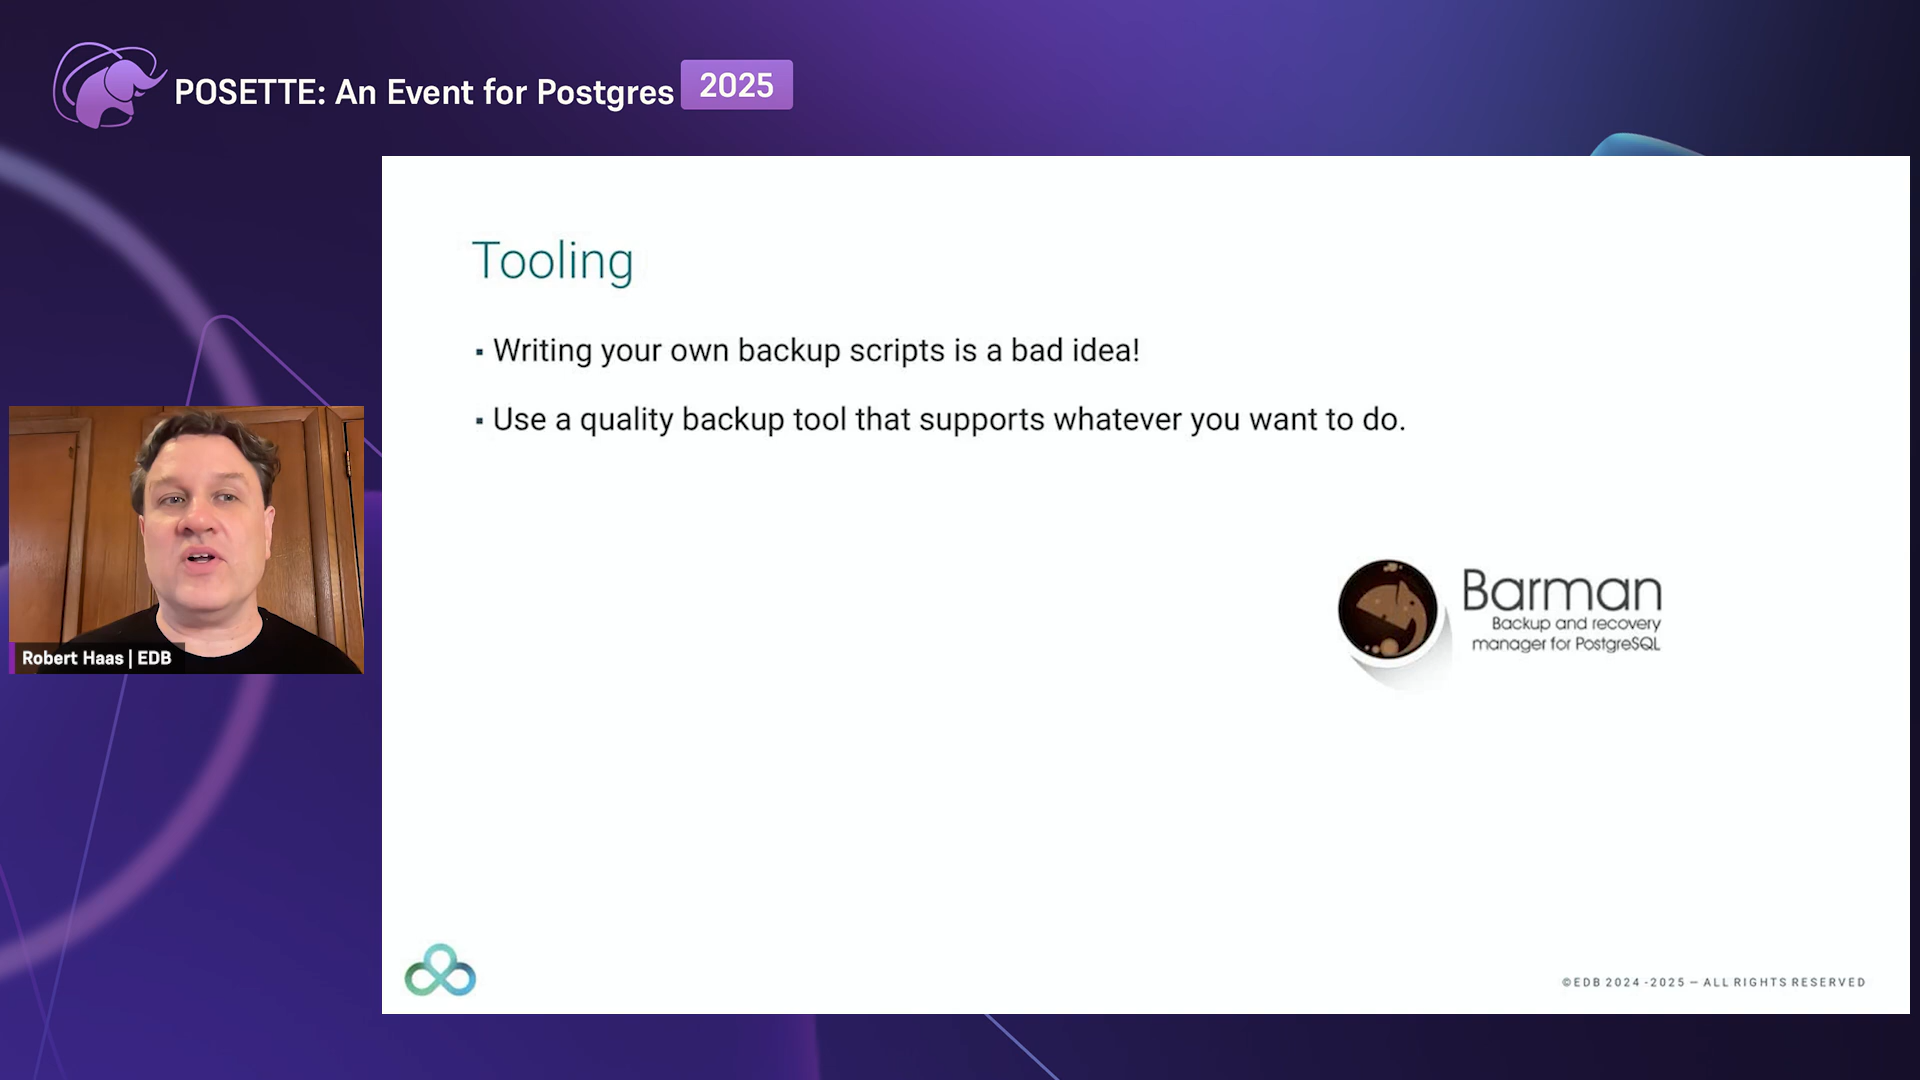 POSETTE: An Event for Postgres 2025
Tooling
▪ Writing your own backup scripts is a bad idea!
▪ Use a quality backup tool that supports whatever you want to do.
Barman
Backup and recovery
manager for PostgreSQL
Robert Haas | EDB
©EDB 2024 -2025 — ALL RIGHTS RESERVED